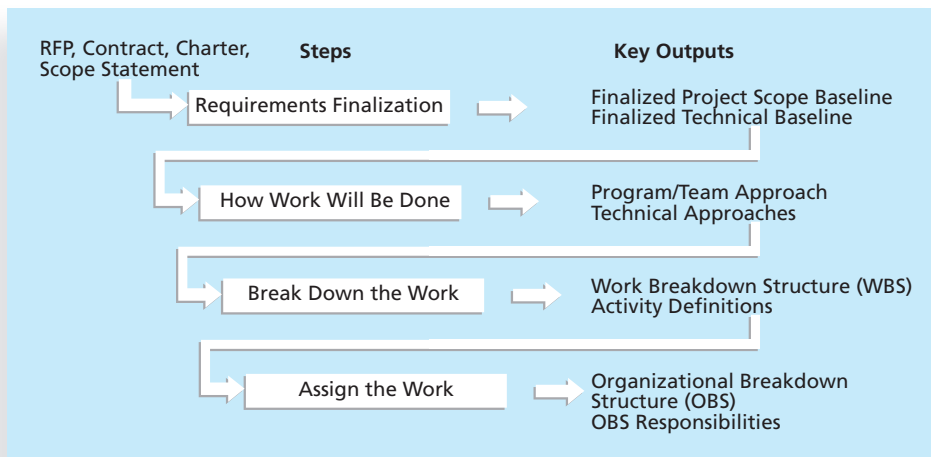 RFP, Contract, Charter,
Scope Statement
Steps
Key Outputs
Requirements Finalization
Finalized Project Scope Baseline
Finalized Technical Baseline
How Work Will Be Done
Program/Team Approach
Technical Approaches
Break Down the Work
Work Breakdown Structure (WBS)
Activity Definitions
Assign the Work
Organizational Breakdown
Structure (OBS)
OBS Responsibilities